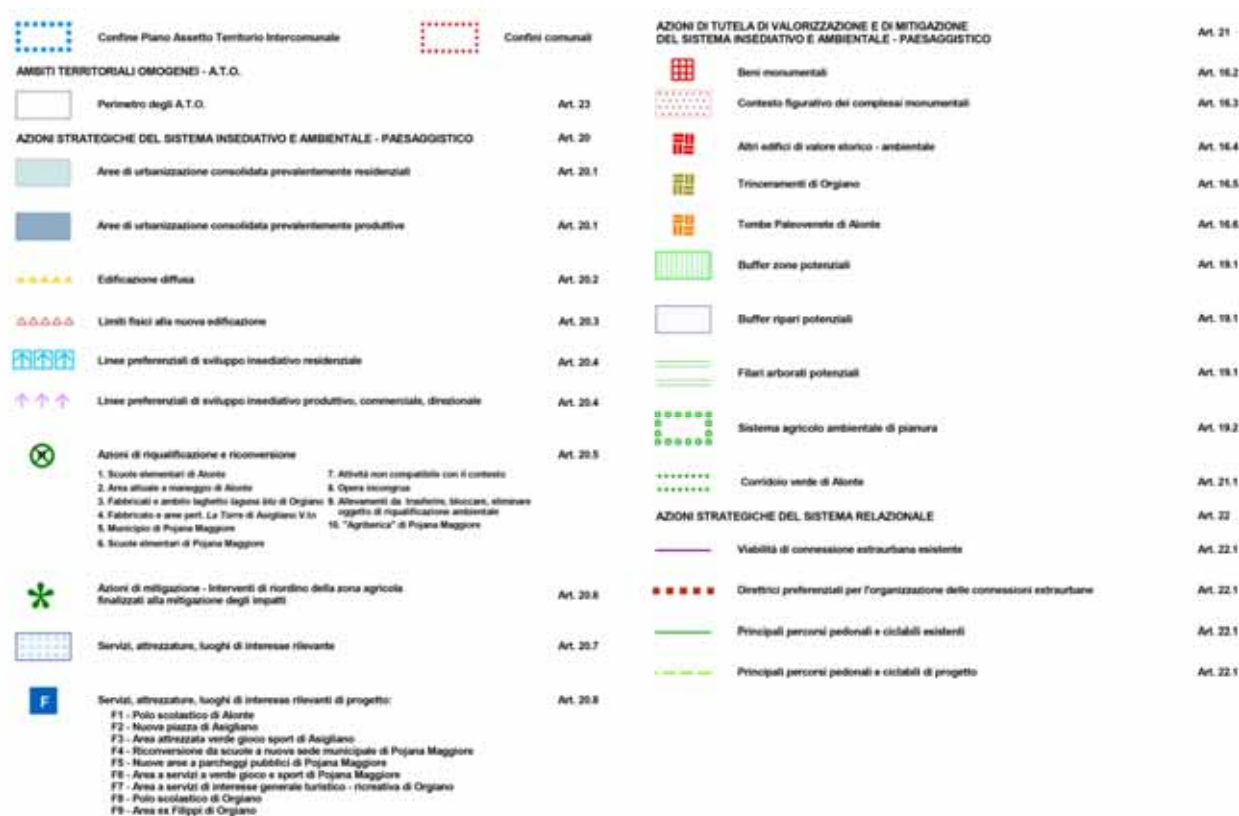 Confine Piano Assetto Territorio Intercomunale
Confini comunali
AMBITI TERRITORIALI OMOGENEI - A.T.O.
Perimetro degli A.T.O. Art. 23
AZIONI STRATEGICHE DEL SISTEMA INSEDIATIVO E AMBIENTALE - PAESAGGISTICO Art. 20
Aree di urbanizzazione consolidata prevalentemente residenziali Art. 20.1
Aree di urbanizzazione consolidata prevalentemente produttive Art. 20.1
Edificazione diffusa Art. 20.2
Limiti fisici alla nuova edificazione Art. 20.3
Linee preferenziali di sviluppo insediativo residenziale Art. 20.4
Linee preferenziali di sviluppo insediativo produttivo, commerciale, direzionale Art. 20.4
Azioni di riqualificazione e riconversione Art. 20.5
1. Scuole elementari di Alonte
2. Area attuale a maneggio di Alonte
3. Fabbricati e ambito laghetto laguna blu di Orgiano
4. Fabbricato e aree pert. La Torre di Asigliano V.to
5. Municipio di Pojana Maggiore
6. Scuole elmentari di Pojana Maggiore
7. Attività non compatibile con il contesto
8. Opera incongrua
9. Allevamenti da trasferire, bloccare, eliminare
oggetto di riqualificazione ambientale
10. "Agriberica" di Pojana Maggiore
Azioni di mitigazione - Interventi di riordino della zona agricola
finalizzati alla mitigazione degli impatti Art. 20.6
Servizi, attrezzature, luoghi di interesse rilevante Art. 20.7
F
Servizi, attrezzature, luoghi di interesse rilevanti di progetto: Art. 20.8
F1 - Polo scolastico di Alonte
F2 - Nuova piazza di Asigliano
F3 - Area attrezzata verde gioco sport di Asigliano
F4 - Riconversione da scuole a nuova sede municipale di Pojana Maggiore
F5 - Nuove aree a parcheggi pubblici di Pojana Maggiore
F6 - Area a servizi a verde gioco e sport di Pojana Maggiore
F7 - Area a servizi di interesse generale turistico - ricreativa di Orgiano
F8 - Polo scolastico di Orgiano
F9 - Area ex Filippi di Orgiano
AZIONI DI TUTELA DI VALORIZZAZIONE E DI MITIGAZIONE
DEL SISTEMA INSEDIATIVO E AMBIENTALE - PAESAGGISTICO Art. 21
Beni monumentali Art. 16.2
Contesto figurativo dei complessi monumentali Art. 16.3
Altri edifici di valore storico - ambientale Art. 16.4
Trinceramenti di Orgiano Art. 16.5
Tombe Paleovenete di Alonte Art. 16.6
Buffer zone potenziali Art. 19.1
Buffer ripari potenziali Art. 19.1
Filari arborati potenziali Art. 19.1
Sistema agricolo ambientale di pianura Art. 19.2
Corridoio verde di Alonte Art. 21.1
AZIONI STRATEGICHE DEL SISTEMA RELAZIONALE Art. 22
Viabilità di connessione extraurbana esistente Art. 22.1
Direttrici preferenziali per l'organizzazione delle connessioni extraurbane Art. 22.1
Principali percorsi pedonali e ciclabili esistenti Art. 22.1
Principali percorsi pedonali e ciclabili di progetto Art. 22.1